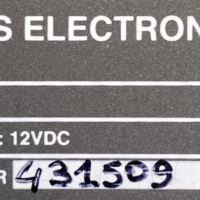 S ELECTRON
: 12VDC
R 431509